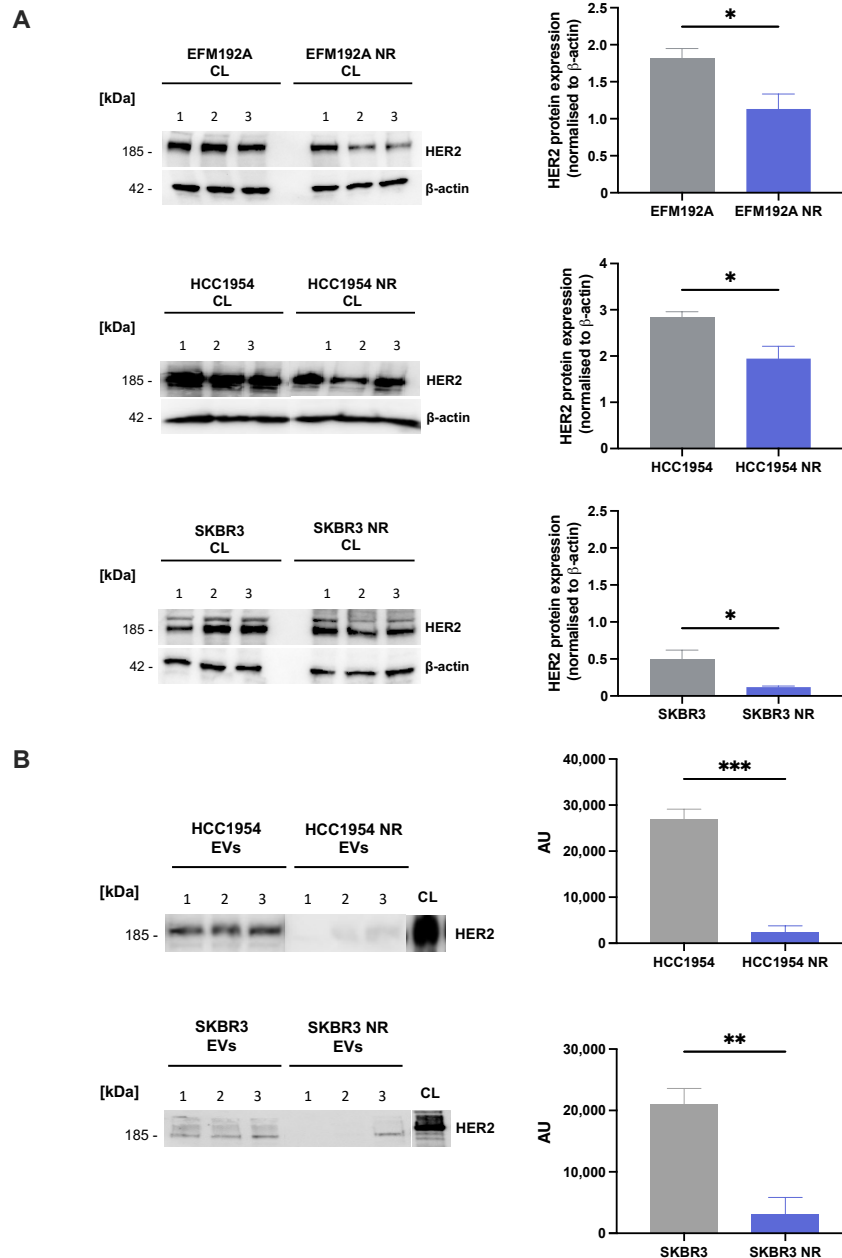 A
EFM192A
CL
EFM192A NR
CL
[kDa]
1 2 3 1 2 3
185 - HER2
42 - β-actin
HER2 protein expression
(normalised to β-actin)
2.0
1.5
1.0
0.5
0
*
EFM192A EFM192A NR
HCC1954
CL
HCC1954 NR
CL
[kDa]
1 2 3 1 2 3
185 - HER2
42 - β-actin
HER2 protein expression
(normalised to β-actin)
4
3
2
1
0
*
HCC1954 HCC1954 NR
SKBR3
CL
SKBR3 NR
CL
[kDa]
1 2 3 1 2 3
185 - HER2
42 - β-actin
HER2 protein expression
(normalised to β-actin)
2.5
2.0
1.5
1.0
0.5
0
*
SKBR3 SKBR3 NR
B
HCC1954
EVs
HCC1954 NR
EVs
[kDa]
1 2 3 1 2 3 CL
185 - HER2
AU
40,000
30,000
20,000
10,000
0
***
HCC1954 HCC1954 NR
SKBR3
EVs
SKBR3 NR
EVs
[kDa]
1 2 3 1 2 3 CL
185 - HER2
AU
30,000
20,000
10,000
0
**
SKBR3 SKBR3 NR